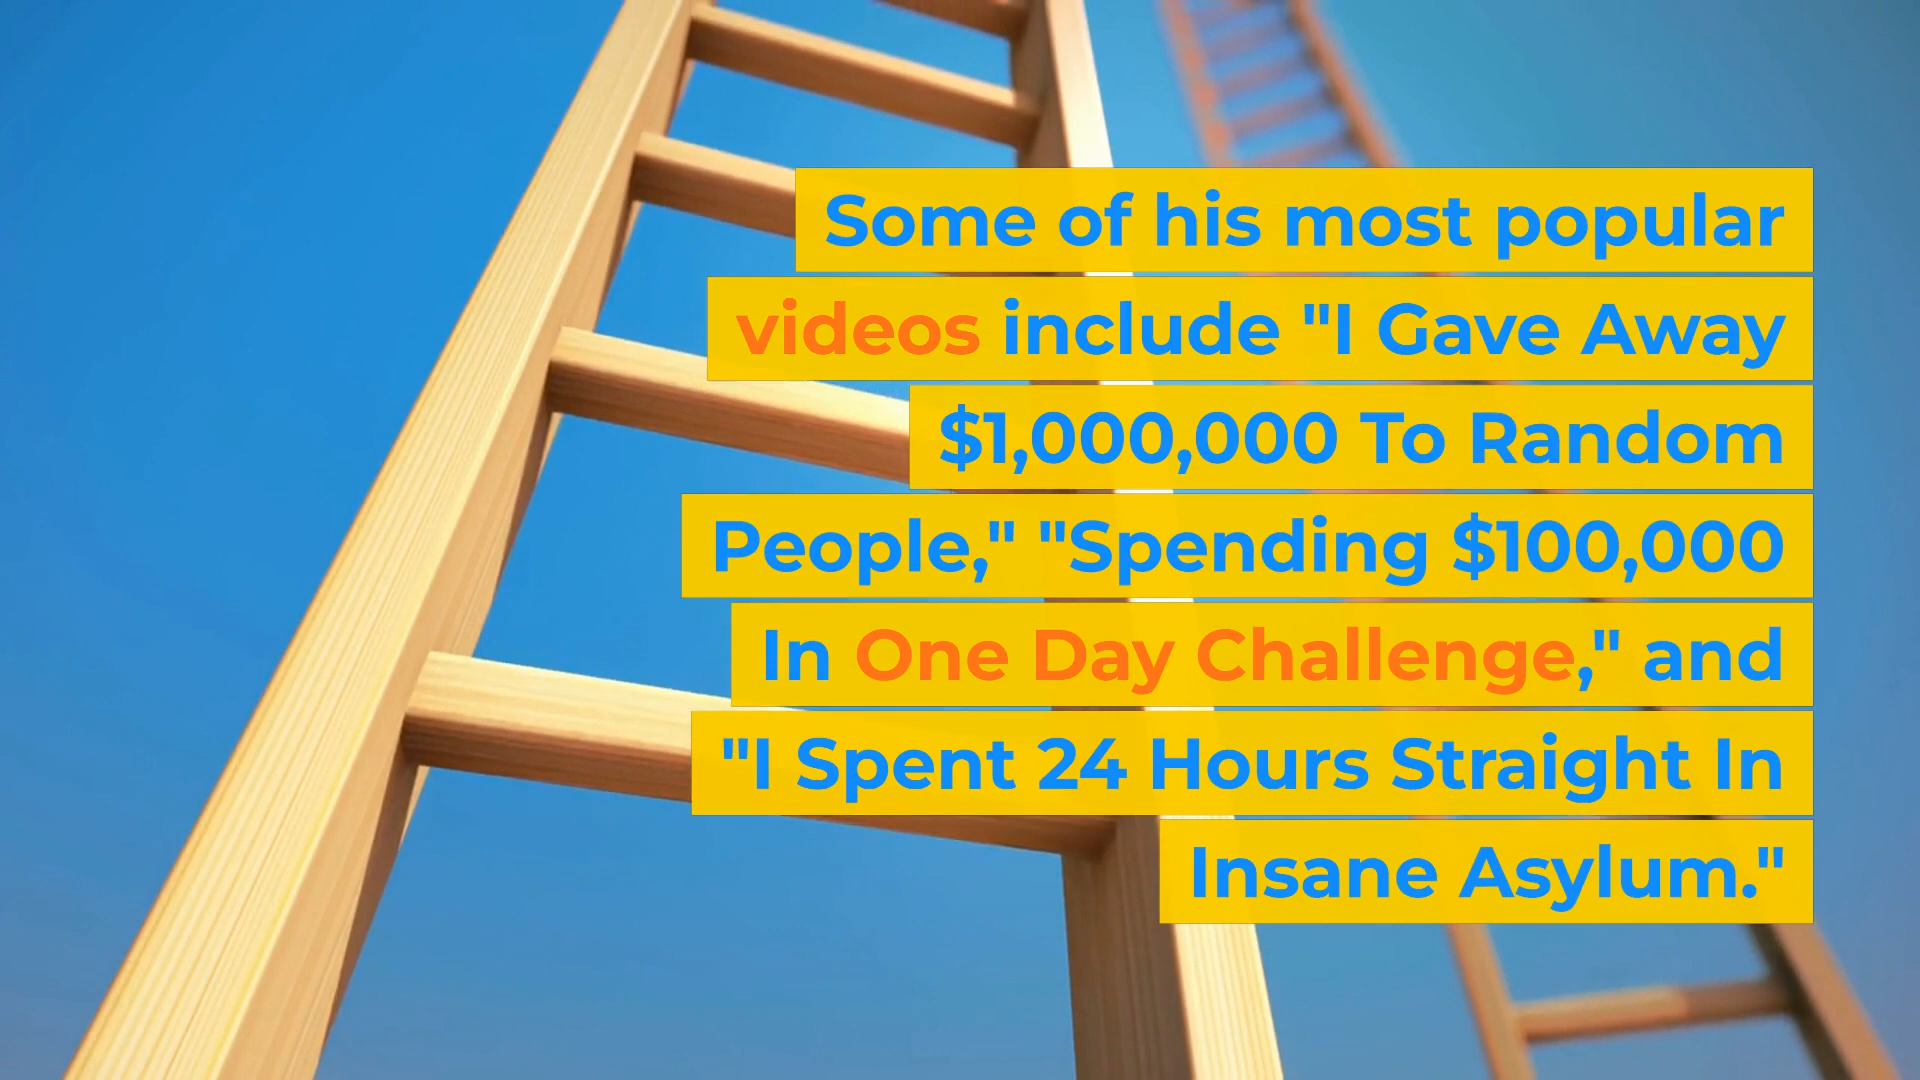 Some of his most popular
videos include "I Gave Away
$1,000,000 To Random
People," "Spending $100,000
In One Day Challenge," and
"I Spent 24 Hours Straight In
Insane Asylum."